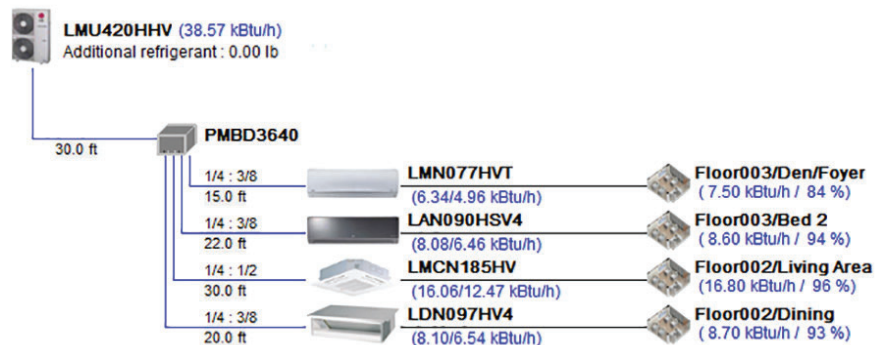 LMU420HHV (38.57 kBtu/h)
Additional refrigerant : 0.00 lb
30.0 ft
PMBD3640
1/4 : 3/8
15.0 ft
LMN077HVT
(6.34/4.96 kBtu/h)
Floor003/Den/Foyer
( 7.50 kBtu/h / 84 %)
1/4 : 3/8
22.0 ft
LAN090HSV4
(8.08/6.46 kBtu/h)
Floor003/Bed 2
( 8.60 kBtu/h / 94 %)
1/4 : 1/2
30.0 ft
LMCN185HV
(16.06/12.47 kBtu/h)
Floor002/Living Area
(16.80 kBtu/h / 96 %)
1/4 : 3/8
20.0 ft
LDN097HV4
(8.10/6.54 kBtu/h)
Floor002/Dining
( 8.70 kBtu/h / 93 %)